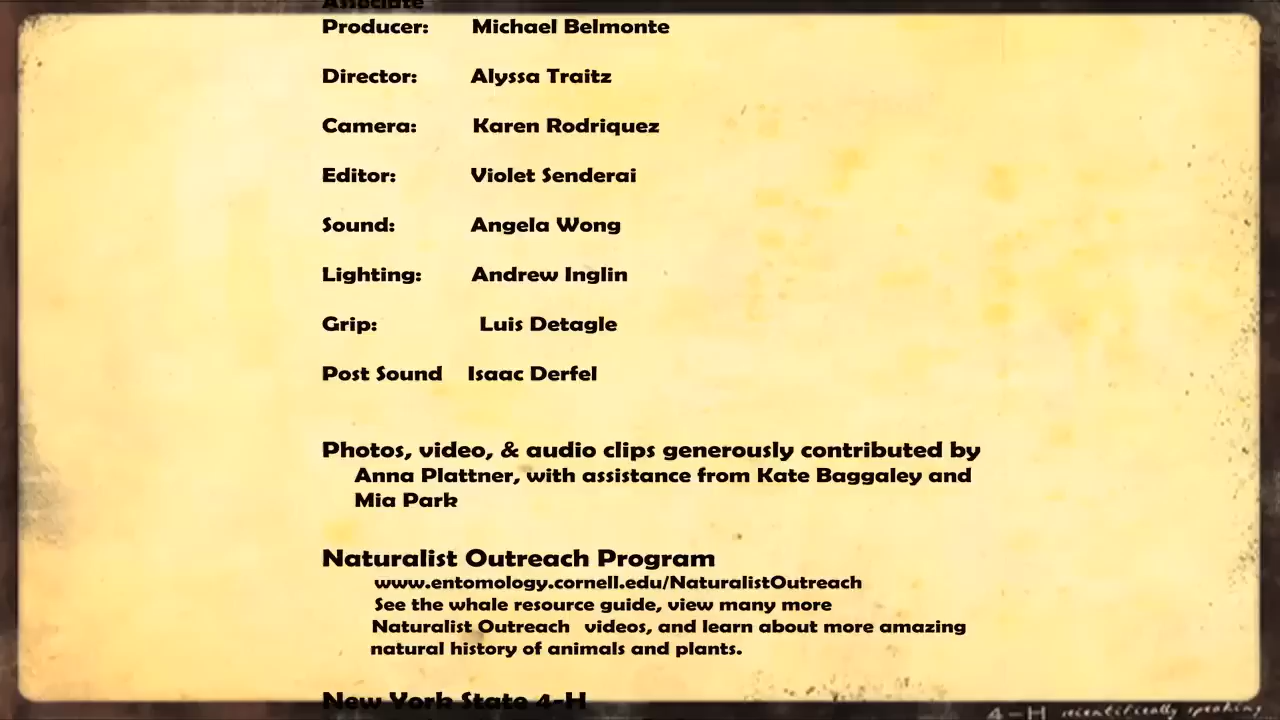 Associate
Producer: Michael Belmonte
Director: Alyssa Traitz
Camera: Karen Rodriquez
Editor: Violet Senderai
Sound: Angela Wong
Lighting: Andrew Inglin
Grip: Luis Detagle
Post Sound Isaac Derfel
Photos, video, & audio clips generously contributed by
Anna Plattner, with assistance from Kate Baggaley and
Mia Park
Naturalist Outreach Program
www.entomology.cornell.edu/NaturalistOutreach
See the whale resource guide, view many more
Naturalist Outreach videos, and learn about more amazing
natural history of animals and plants.
New York State 4-H
4-H scientifically speaking